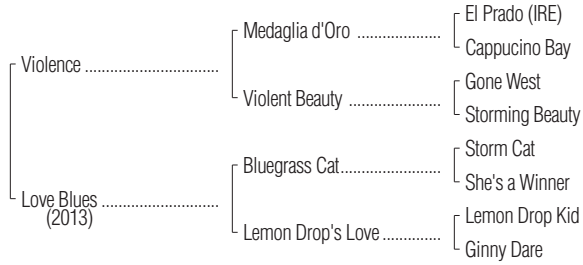 El Prado (IRE)
Medaglia d'Oro ....................
Cappucino Bay
Violence ................................
Gone West
Violent Beauty ......................
Storming Beauty
Storm Cat
Bluegrass Cat........................
She's a Winner
Love Blues ............................
(2013)
Lemon Drop Kid
Lemon Drop's Love ..............
Ginny Dare